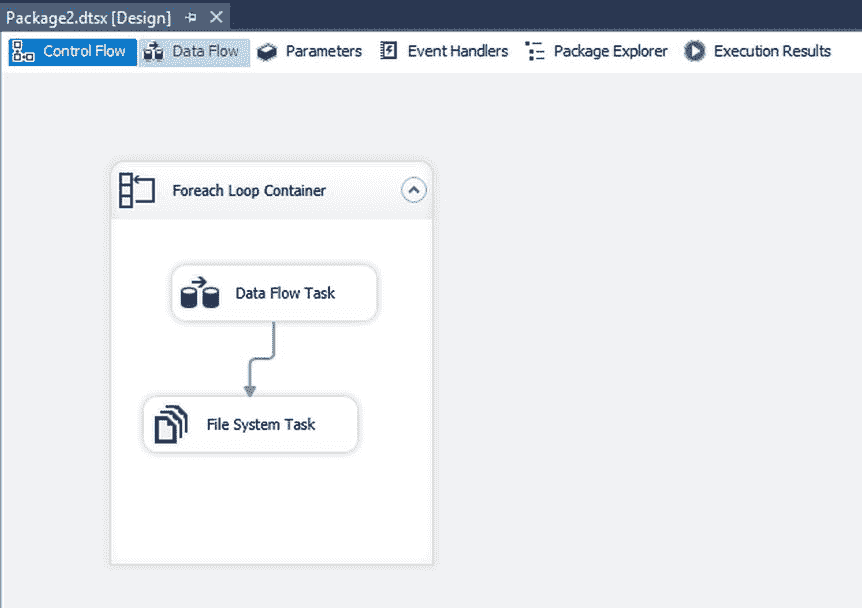 Package2.dtsx [Design]
Control Flow Data Flow Parameters Event Handlers Package Explorer Execution Results
Foreach Loop Container
Data Flow Task
File System Task